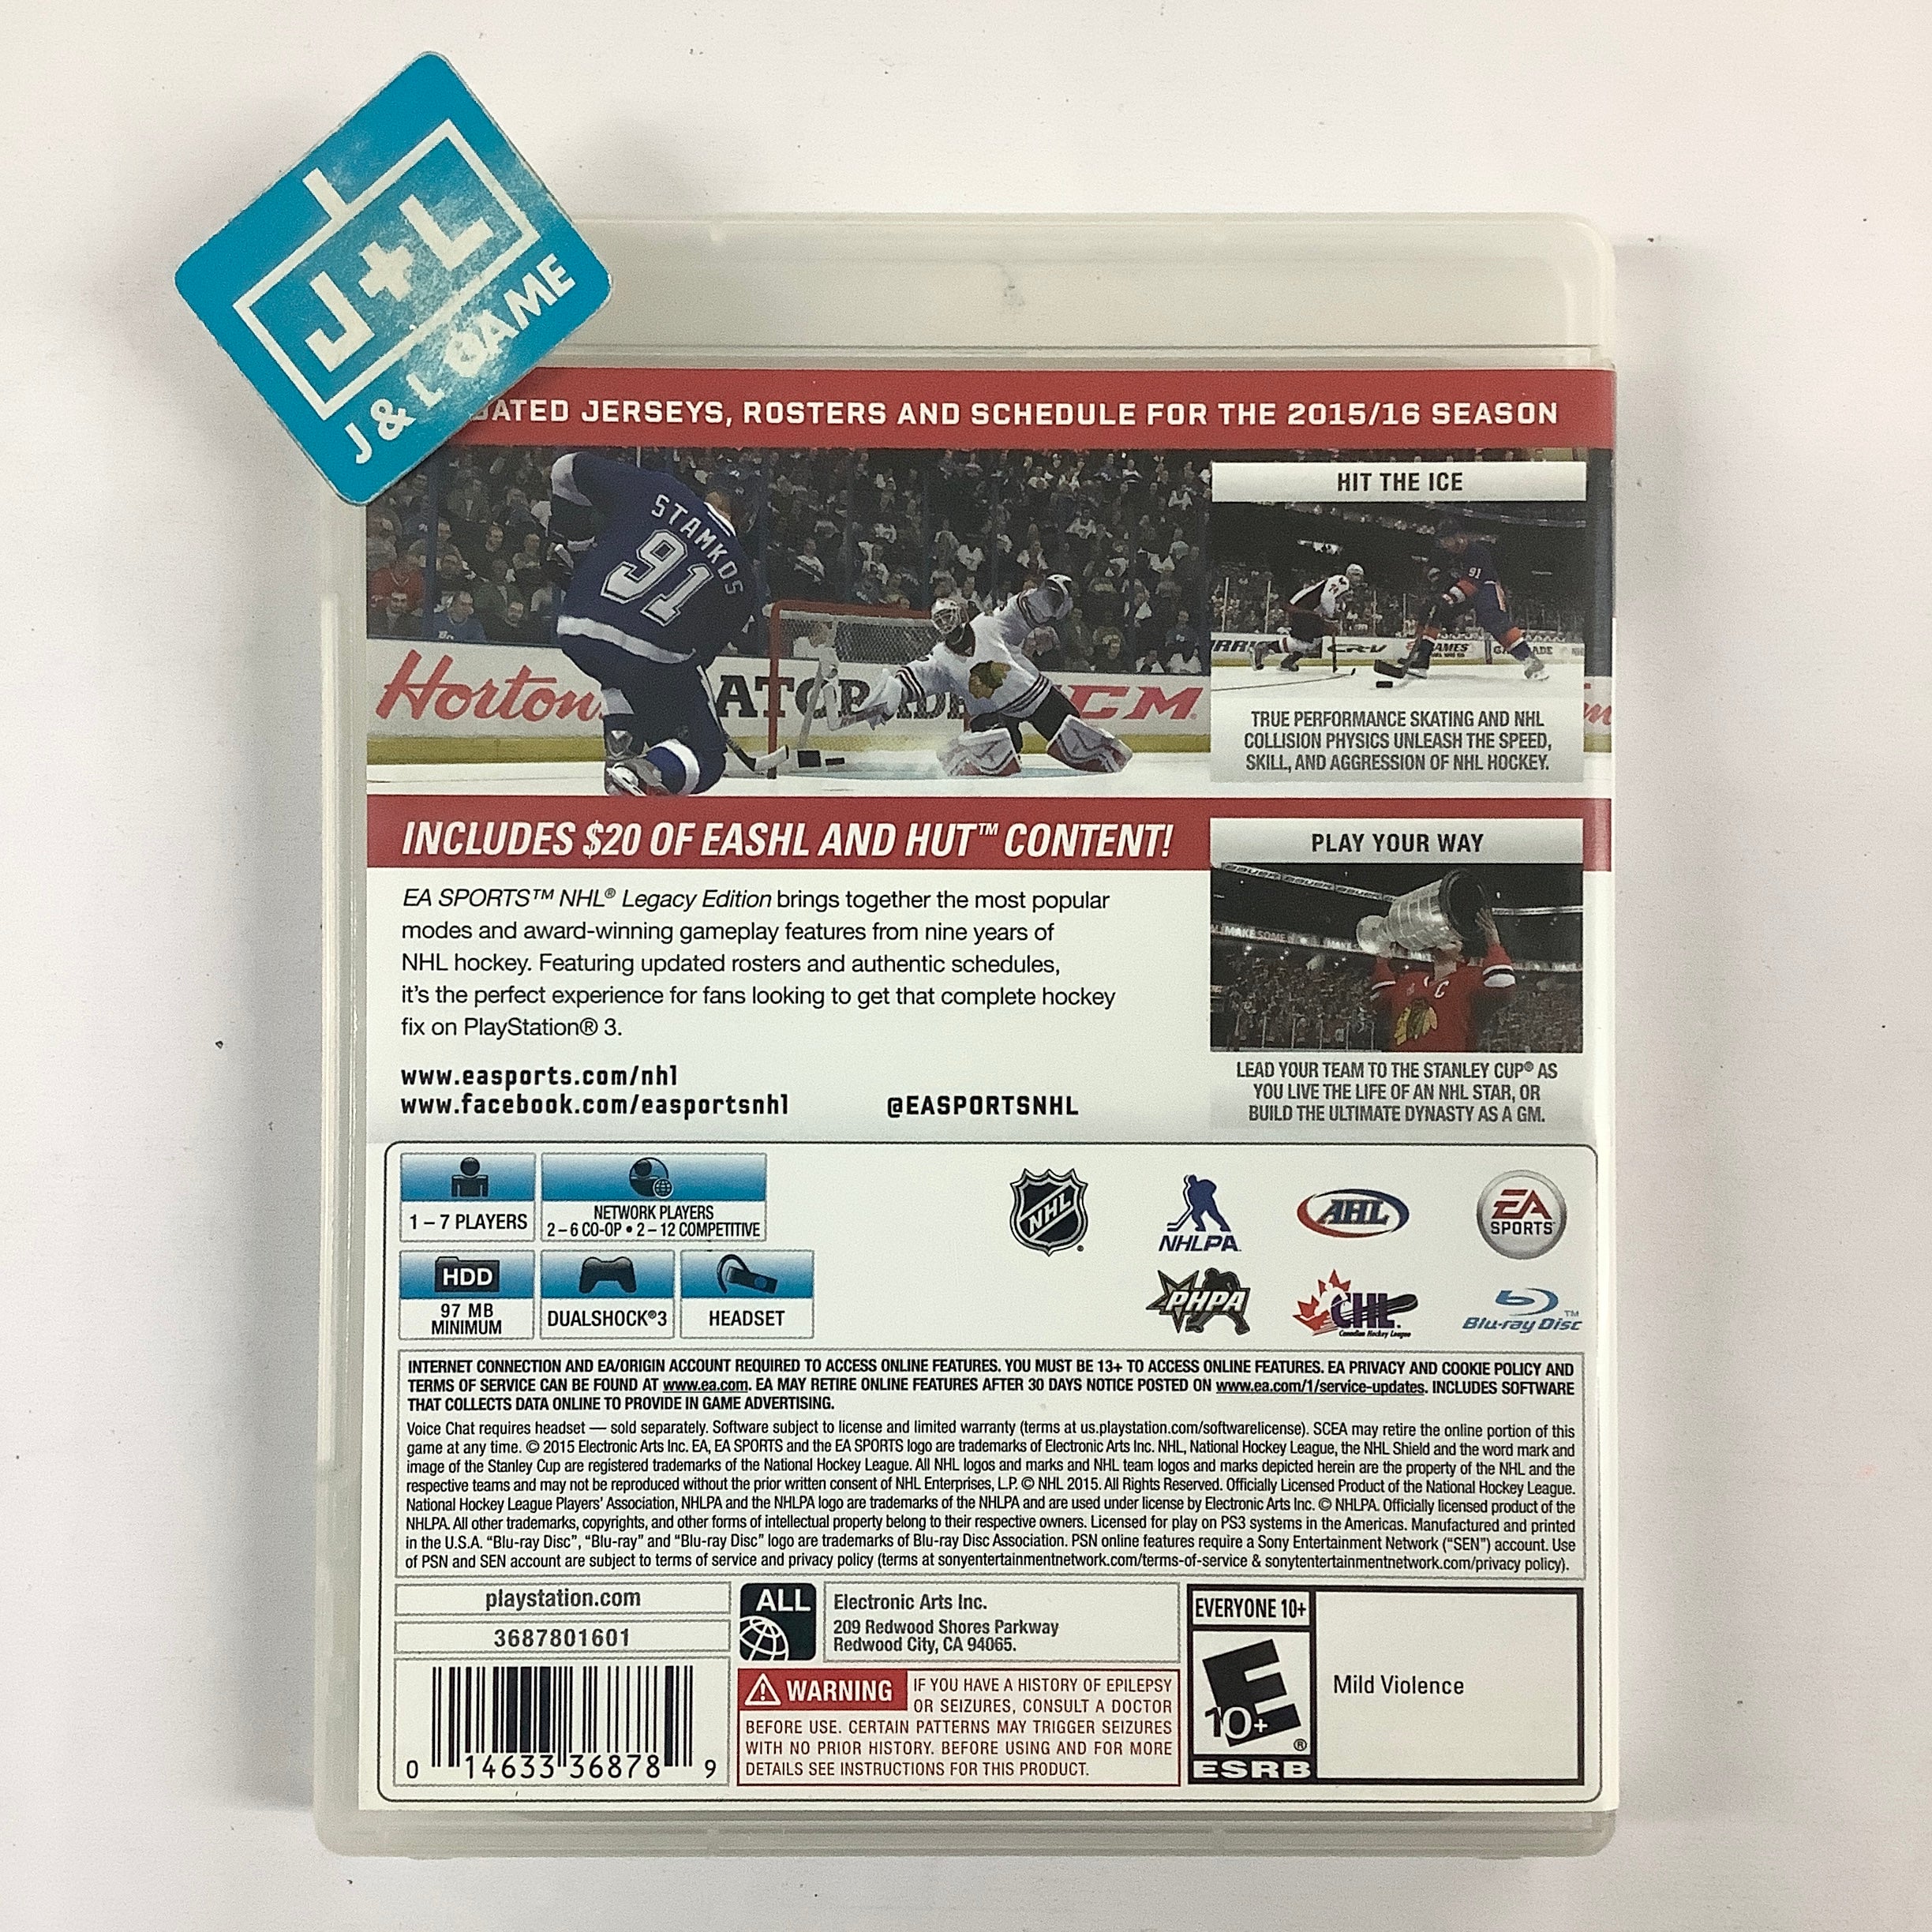 J+L
J & L GAME
JERSEYS, ROSTERS AND SCHEDULE FOR THE 2015/16 SEASON
STAMKOS
91
Horton
CCM
HIT THE ICE
91
CR-V
TRUE PERFORMANCE SKATING AND NHL
COLLISION PHYSICS UNLEASH THE SPEED,
SKILL, AND AGGRESSION OF NHL HOCKEY.
INCLUDES $20 OF EASHL AND HUT™ CONTENT!
PLAY YOUR WAY
MAKE SOME
C
LEAD YOUR TEAM TO THE STANLEY CUP® AS
YOU LIVE THE LIFE OF AN NHL STAR, OR
BUILD THE ULTIMATE DYNASTY AS A GM.
EA SPORTS™ NHL® Legacy Edition brings together the most popular
modes and award-winning gameplay features from nine years of
NHL hockey. Featuring updated rosters and authentic schedules,
it's the perfect experience for fans looking to get that complete hockey
fix on PlayStation® 3.
www.easports.com/nhl
www.facebook.com/easportsnhl
@EASPORTSNHL
1 – 7 PLAYERS
NETWORK PLAYERS
2 – 6 CO-OP • 2 – 12 COMPETITIVE
HDD
97 MB
MINIMUM
DUALSHOCK®3
HEADSET
NHL
NHLPA
AHL
EA
SPORTS
PHPA
CHL
Canadian Hockey League
Blu-ray Disc™
INTERNET CONNECTION AND EA/ORIGIN ACCOUNT REQUIRED TO ACCESS ONLINE FEATURES. YOU MUST BE 13+ TO ACCESS ONLINE FEATURES. EA PRIVACY AND COOKIE POLICY AND
TERMS OF SERVICE CAN BE FOUND AT www.ea.com. EA MAY RETIRE ONLINE FEATURES AFTER 30 DAYS NOTICE POSTED ON www.ea.com/1/service-updates. INCLUDES SOFTWARE
THAT COLLECTS DATA ONLINE TO PROVIDE IN GAME ADVERTISING.
Voice Chat requires headset — sold separately. Software subject to license and limited warranty (terms at us.playstation.com/softwarelicense). SCEA may retire the online portion of this
game at any time. © 2015 Electronic Arts Inc. EA, EA SPORTS and the EA SPORTS logo are trademarks of Electronic Arts Inc. NHL, National Hockey League, the NHL Shield and the word mark and
image of the Stanley Cup are registered trademarks of the National Hockey League. All NHL logos and marks and NHL team logos and marks depicted herein are the property of the NHL and the
respective teams and may not be reproduced without the prior written consent of NHL Enterprises, L.P. © NHL 2015. All Rights Reserved. Officially Licensed Product of the National Hockey League.
National Hockey League Players' Association, NHLPA and the NHLPA logo are trademarks of the NHLPA and are used under license by Electronic Arts Inc. © NHLPA. Officially licensed product of the
NHLPA. All other trademarks, copyrights, and other forms of intellectual property belong to their respective owners. Licensed for play on PS3 systems in the Americas. Manufactured and printed
in the U.S.A. "Blu-ray Disc", "Blu-ray" and "Blu-ray Disc" logo are trademarks of Blu-ray Disc Association. PSN online features require a Sony Entertainment Network ("SEN") account. Use
of PSN and SEN account are subject to terms of service and privacy policy (terms at sonyentertainmentnetwork.com/terms-of-service & sonytentertainmentnetwork.com/privacy policy).
playstation.com
3687801601
0 14633 36878 9
ALL
Electronic Arts Inc.
209 Redwood Shores Parkway
Redwood City, CA 94065.
WARNING IF YOU HAVE A HISTORY OF EPILEPSY
OR SEIZURES, CONSULT A DOCTOR
BEFORE USE. CERTAIN PATTERNS MAY TRIGGER SEIZURES
WITH NO PRIOR HISTORY. BEFORE USING AND FOR MORE
DETAILS SEE INSTRUCTIONS FOR THIS PRODUCT.
EVERYONE 10+
E
10+
®
ESRB
Mild Violence